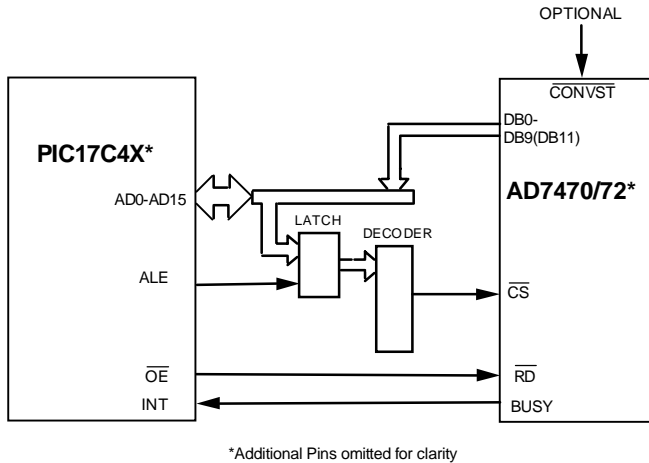 OPTIONAL
CONVST
DB0-
DB9(DB11)
PIC17C4X*
AD7470/72*
AD0-AD15
LATCH
DECODER
ALE
CS
OE
RD
INT
BUSY
*Additional Pins omitted for clarity